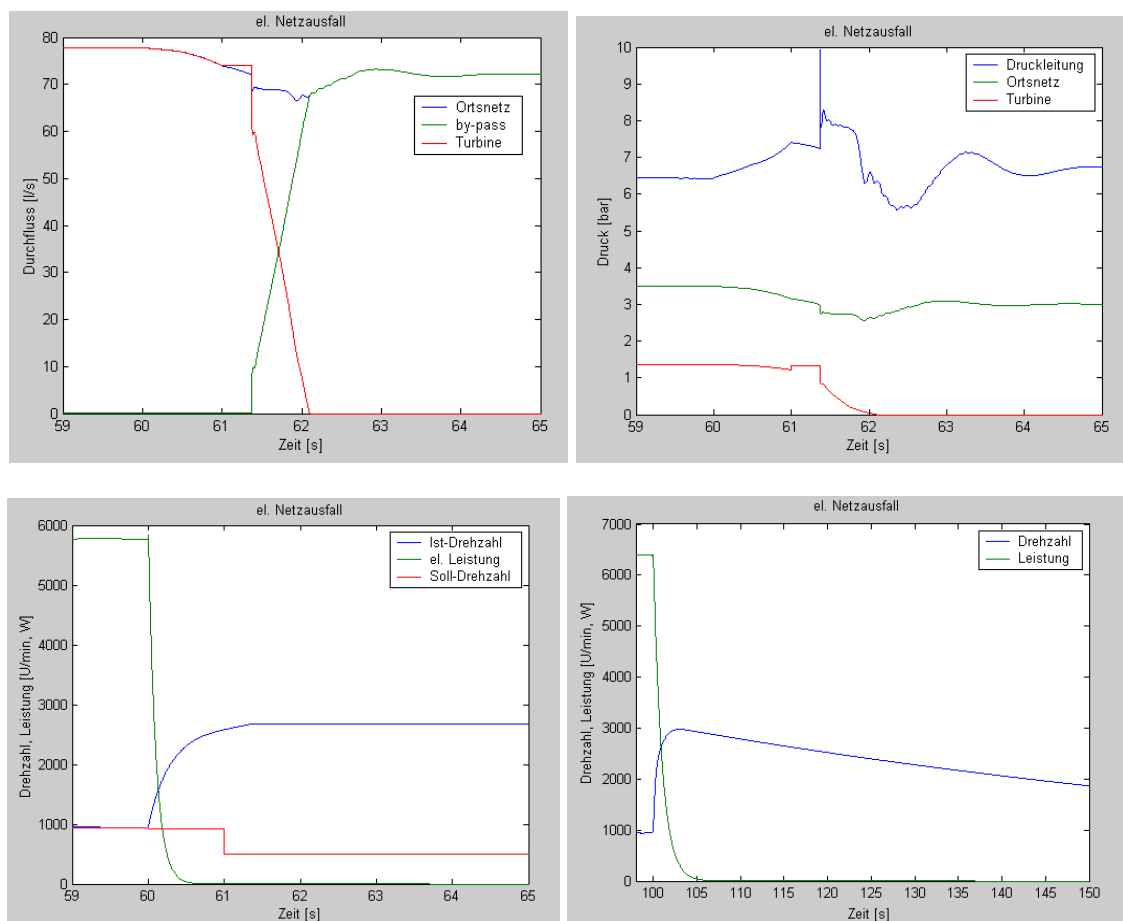 el. Netzausfall
80
70
60
50
40
30
20
10
0
Durchfluss [l/s]
Ortsnetz
by-pass
Turbine
59 60 61 62 63 64 65
Zeit [s]
el. Netzausfall
10
9
8
7
6
5
4
3
2
1
0
Druck [bar]
Druckleitung
Ortsnetz
Turbine
59 60 61 62 63 64 65
Zeit [s]
el. Netzausfall
6000
5000
4000
3000
2000
1000
0
Drehzahl, Leistung [U/min, W]
Ist-Drehzahl
el. Leistung
Soll-Drehzahl
59 60 61 62 63 64 65
Zeit [s]
el. Netzausfall
7000
6000
5000
4000
3000
2000
1000
0
Drehzahl, Leistung [U/min, W]
Drehzahl
Leistung
100 105 110 115 120 125 130 135 140 145 150
Zeit [s]